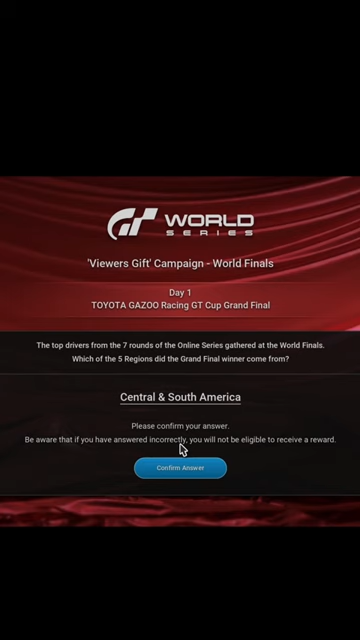 GT WORLD
SERIES
'Viewers Gift' Campaign - World Finals
Day 1
TOYOTA GAZOO Racing GT Cup Grand Final
The top drivers from the 7 rounds of the Online Series gathered at the World Finals.
Which of the 5 Regions did the Grand Final winner come from?
Central & South America
Please confirm your answer.
Be aware that if you have answered incorrectly, you will not be eligible to receive a reward.
Confirm Answer